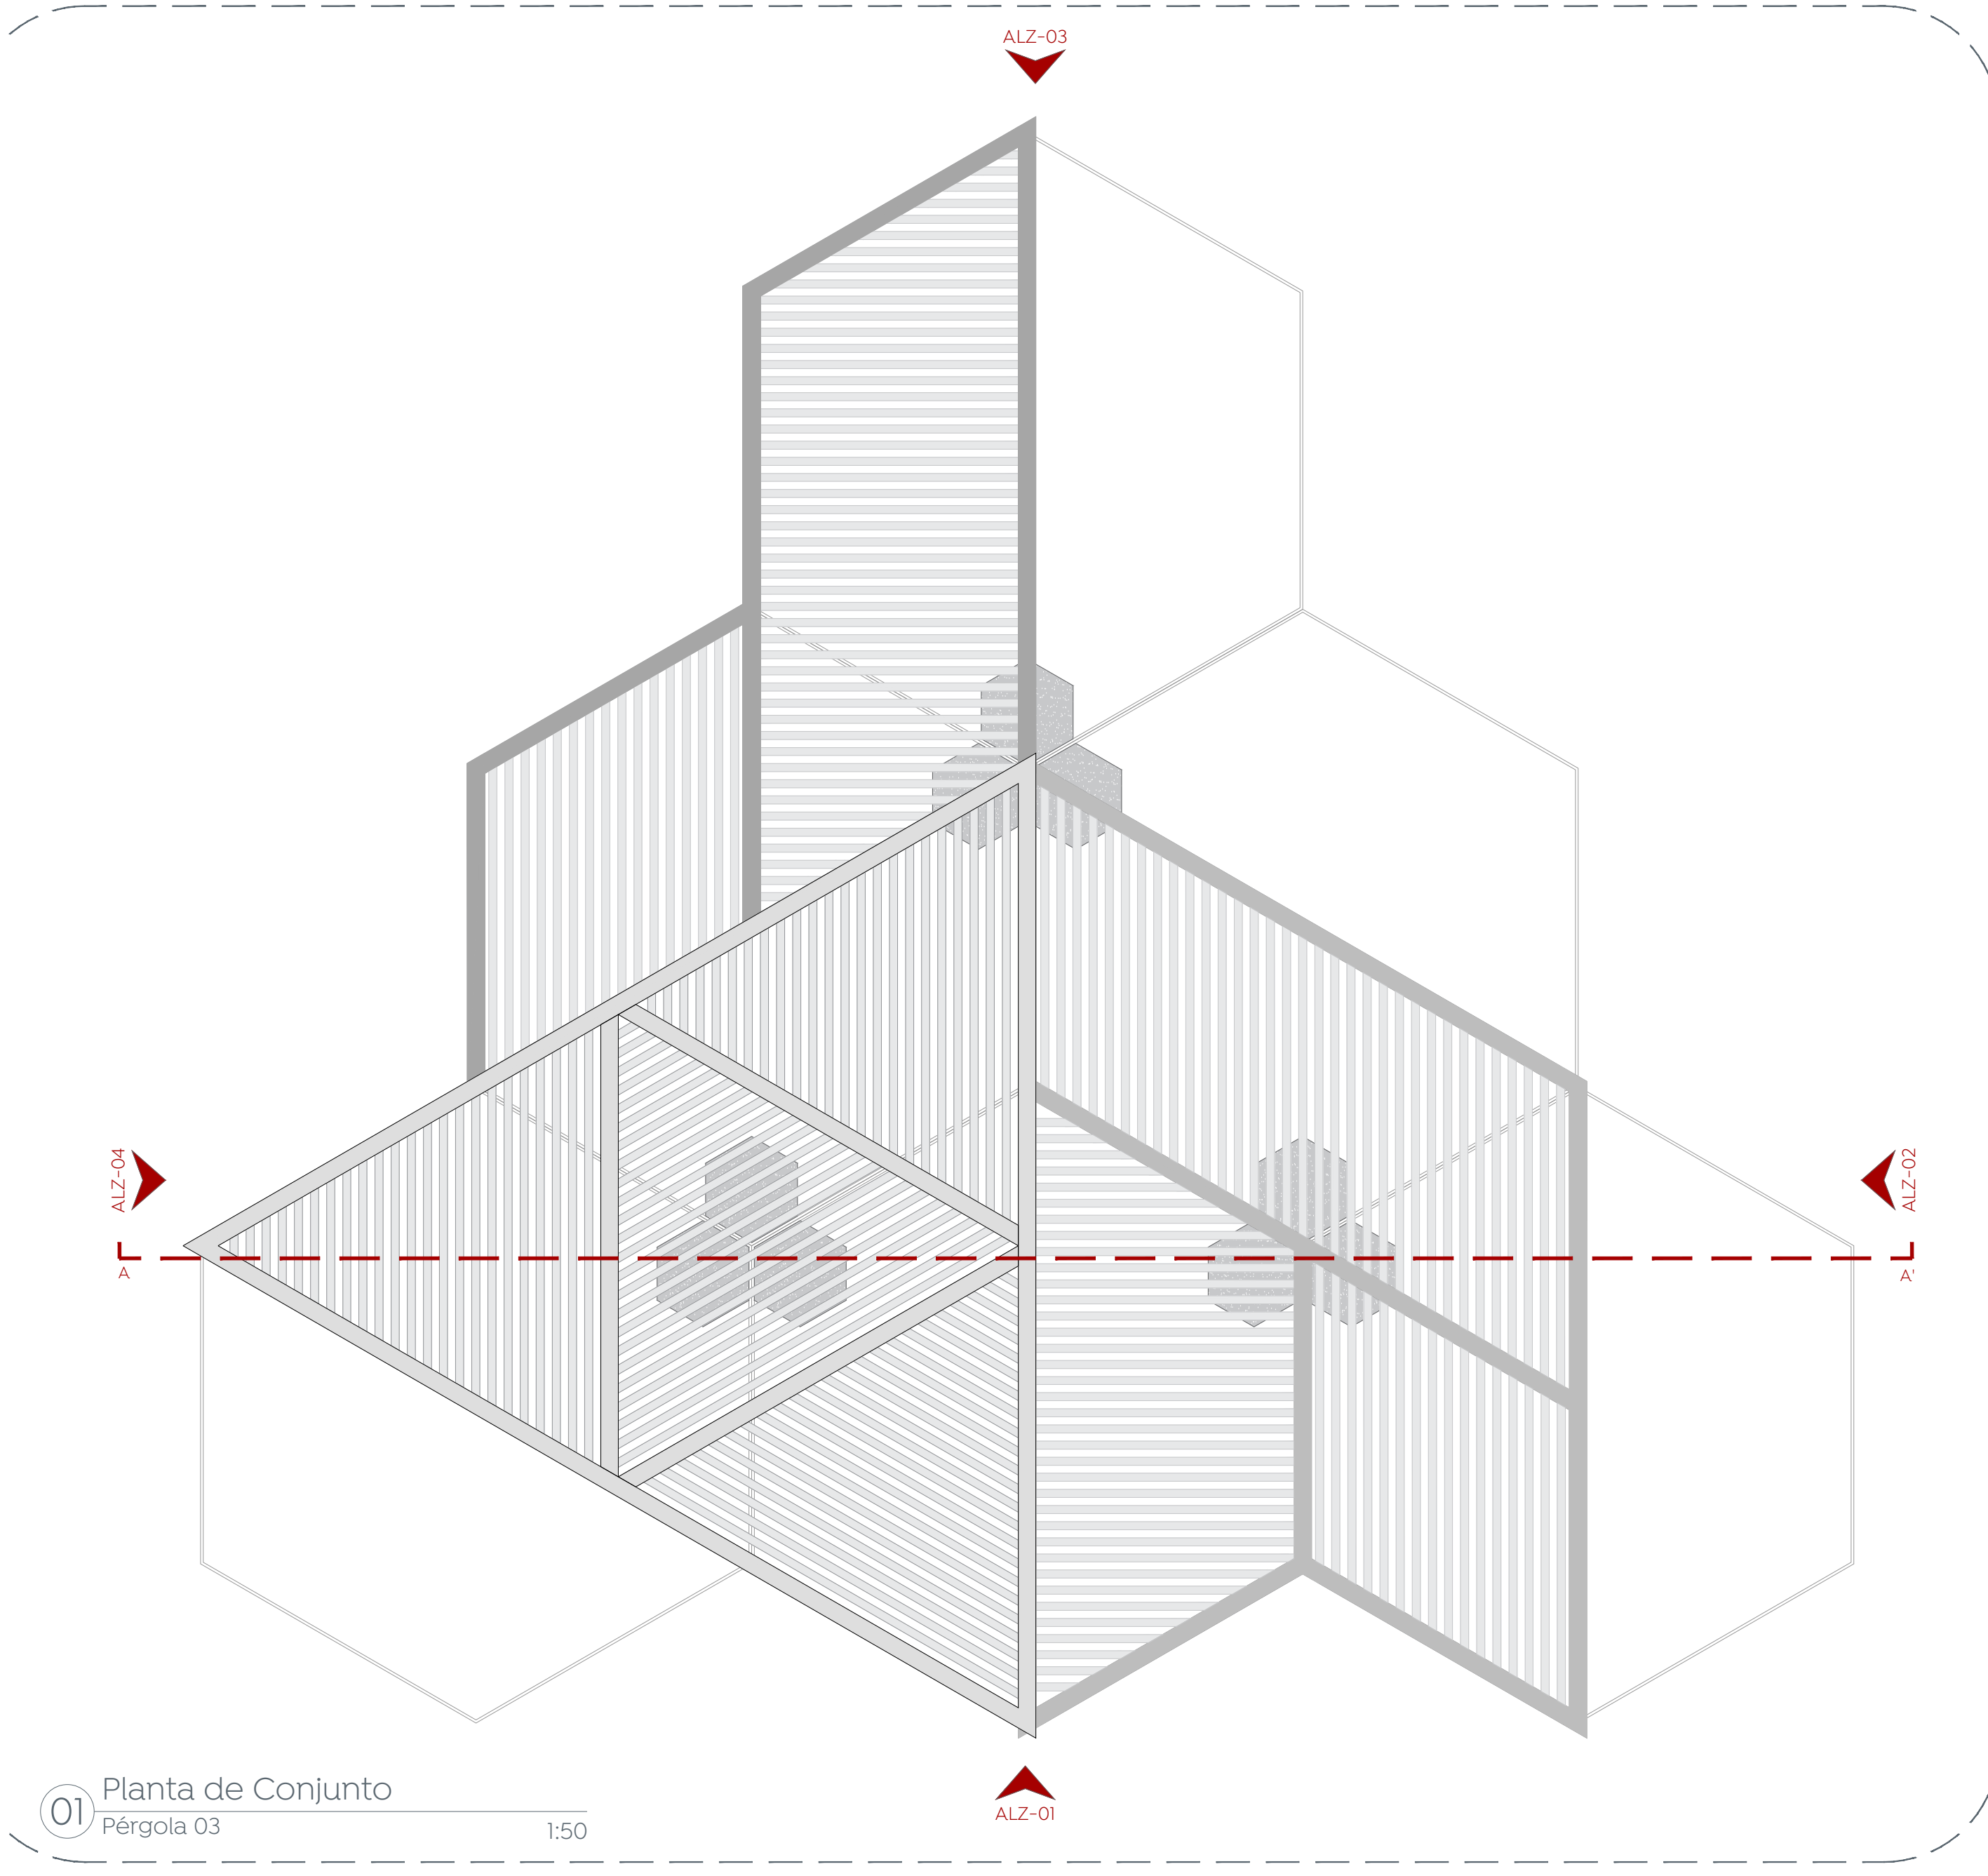 ALZ-03
ALZ-04
ALZ-02
A
A'
ALZ-01
01
Planta de Conjunto
Pérgola 03
1:50